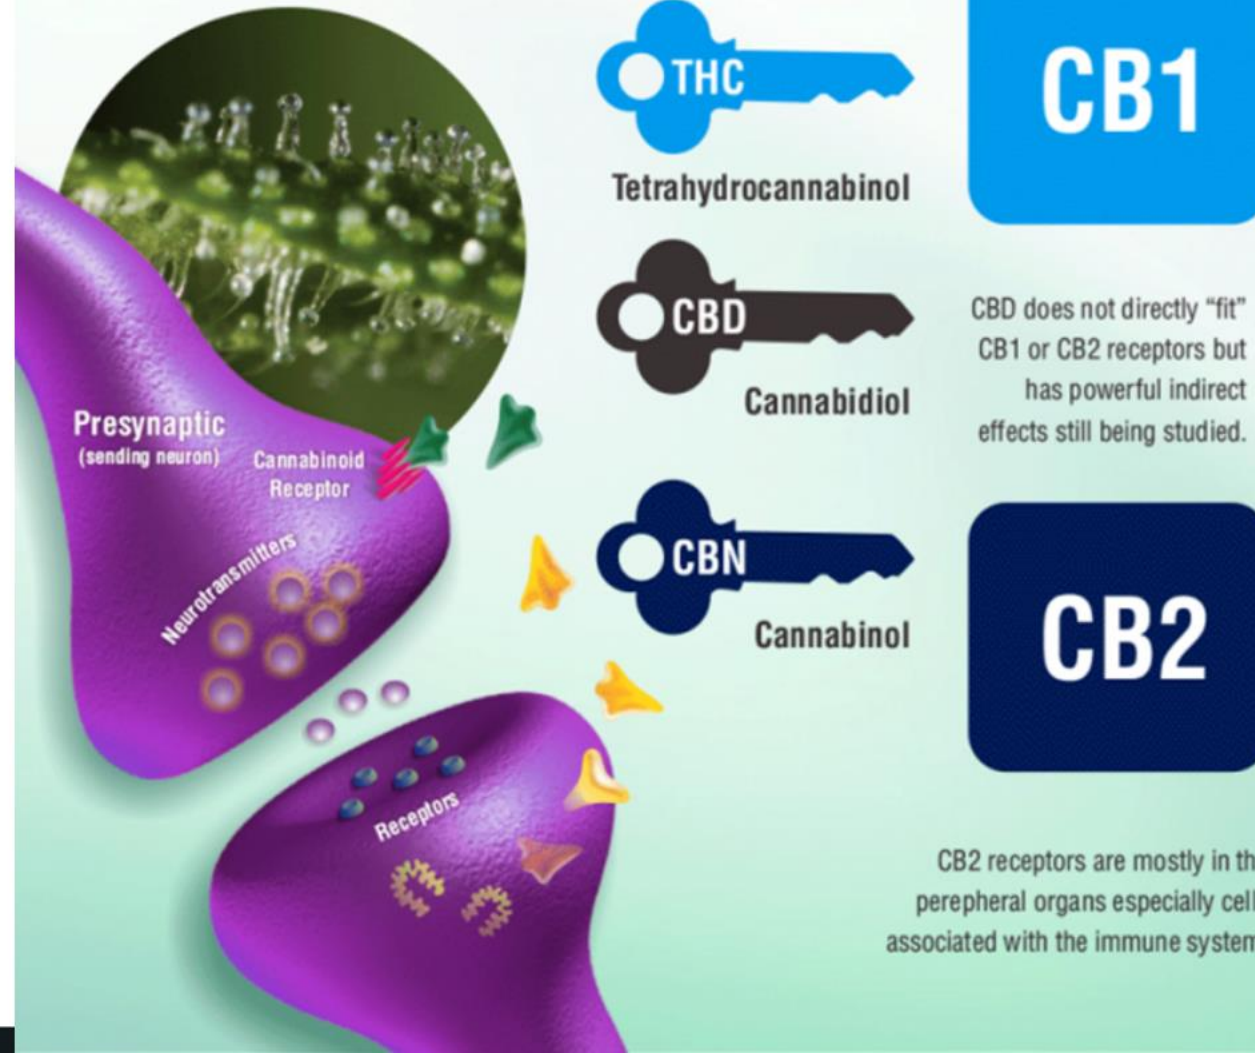 THC
CB1
Tetrahydrocannabinol
CBD
Cannabidiol
CBD does not directly “fit”
CB1 or CB2 receptors but
has powerful indirect
effects still being studied.
Presynaptic
(sending neuron)
Cannabinoid
Receptor
Neurotransmitters
CBN
Cannabinol
CB2
Receptors
CB2 receptors are mostly in th
perepheral organs especially cell
associated with the immune system